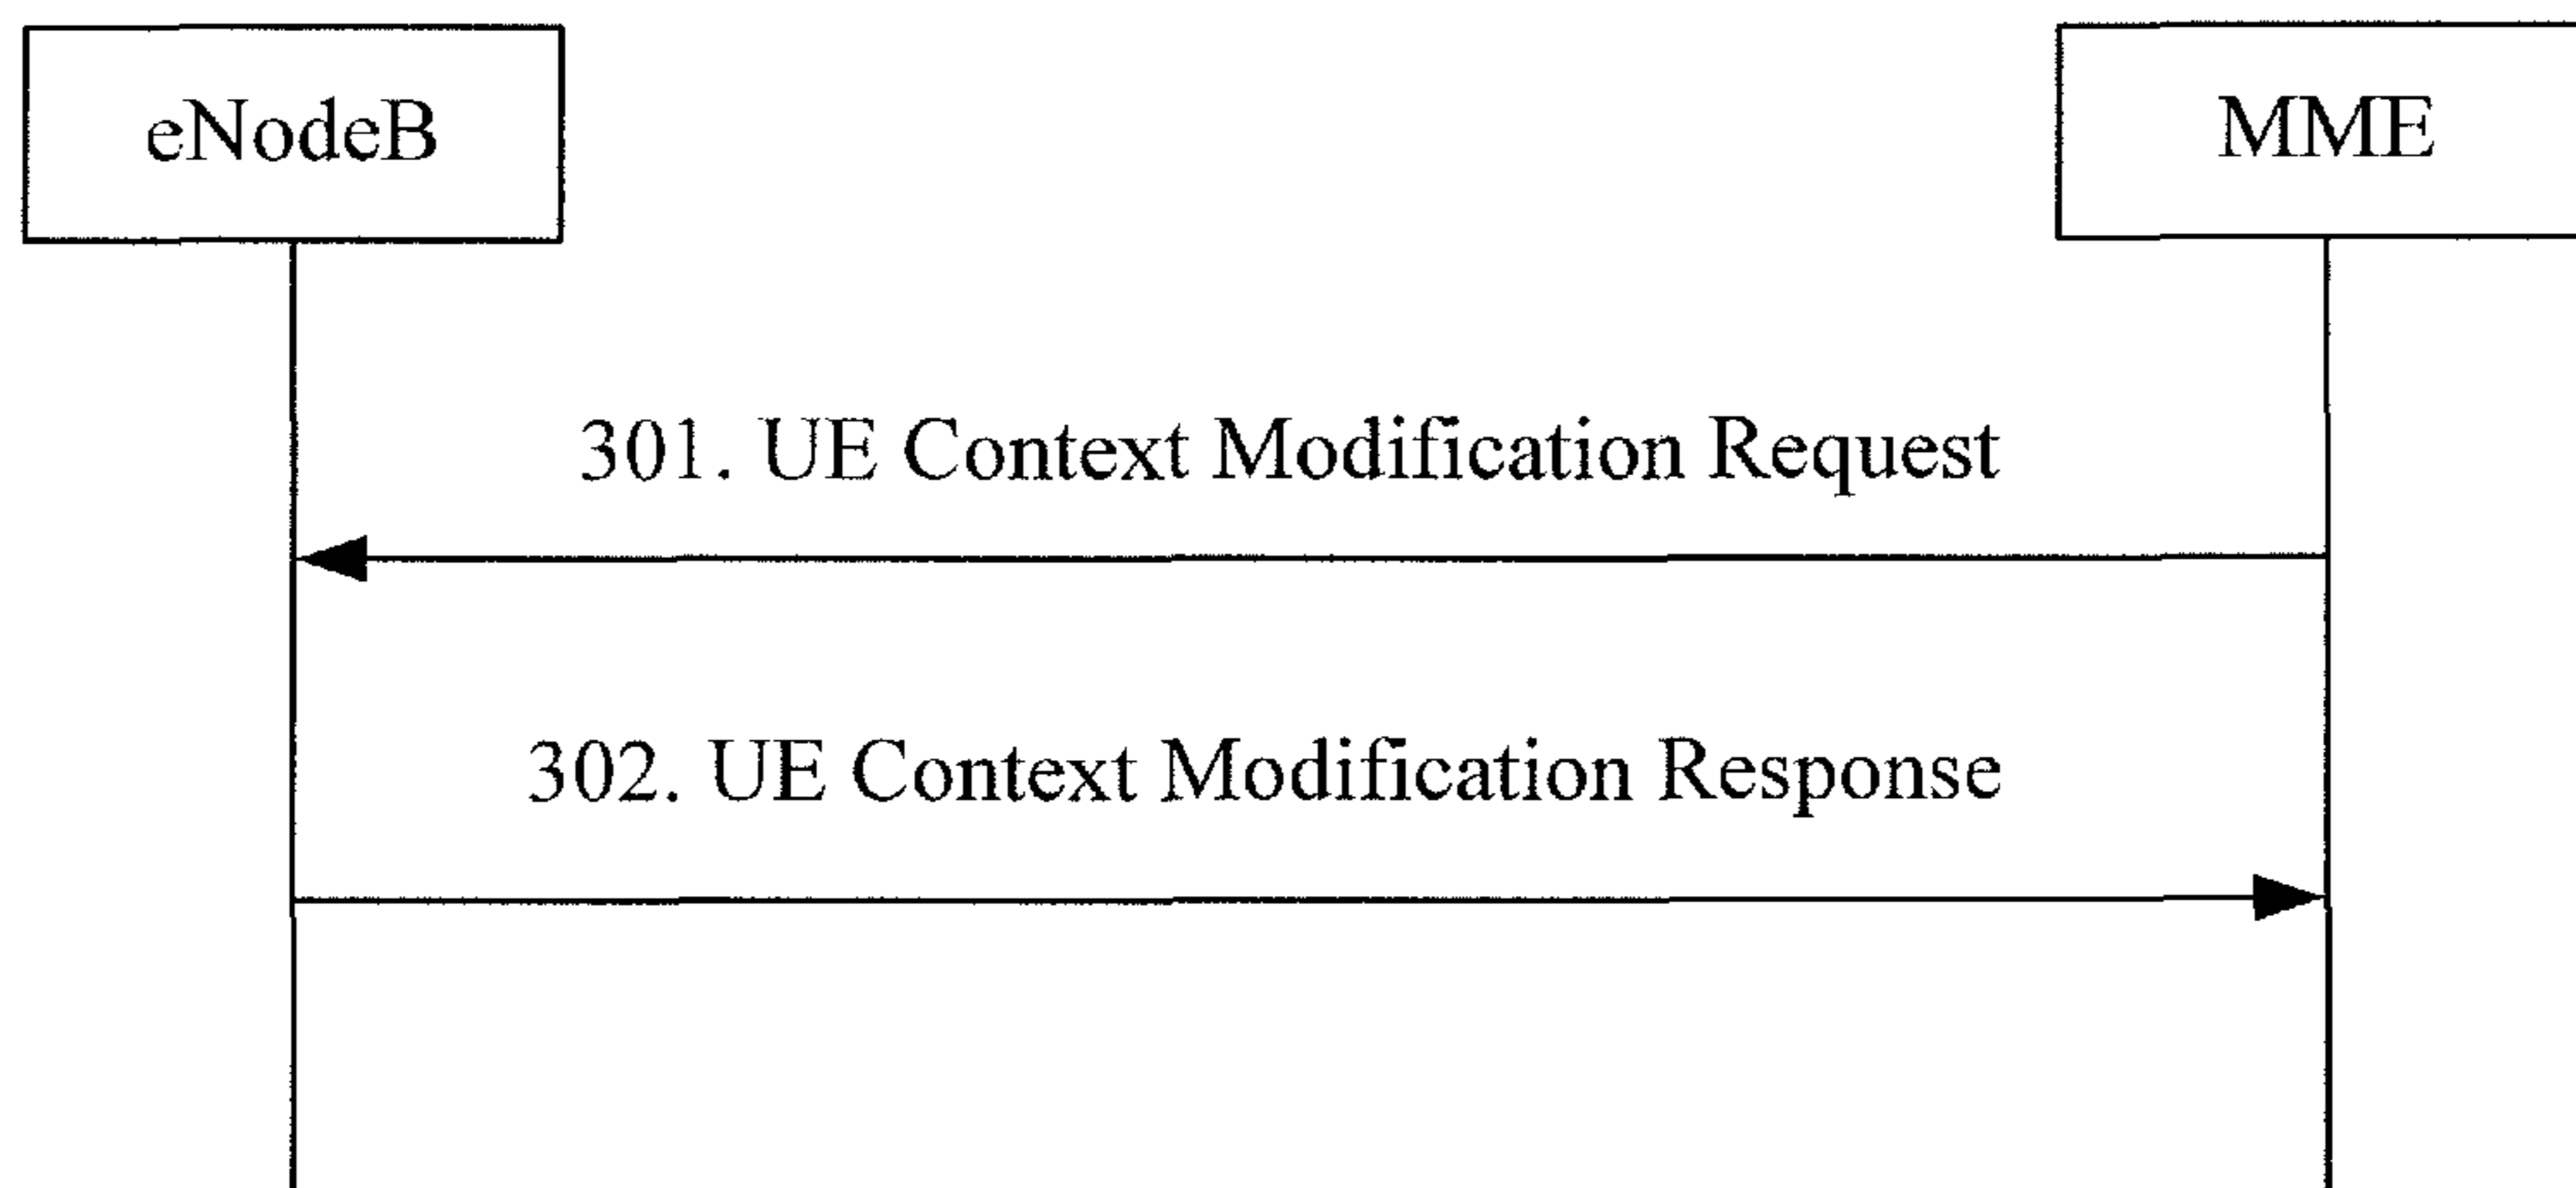 eNodeB
MME
301. UE Context Modification Request
302. UE Context Modification Response